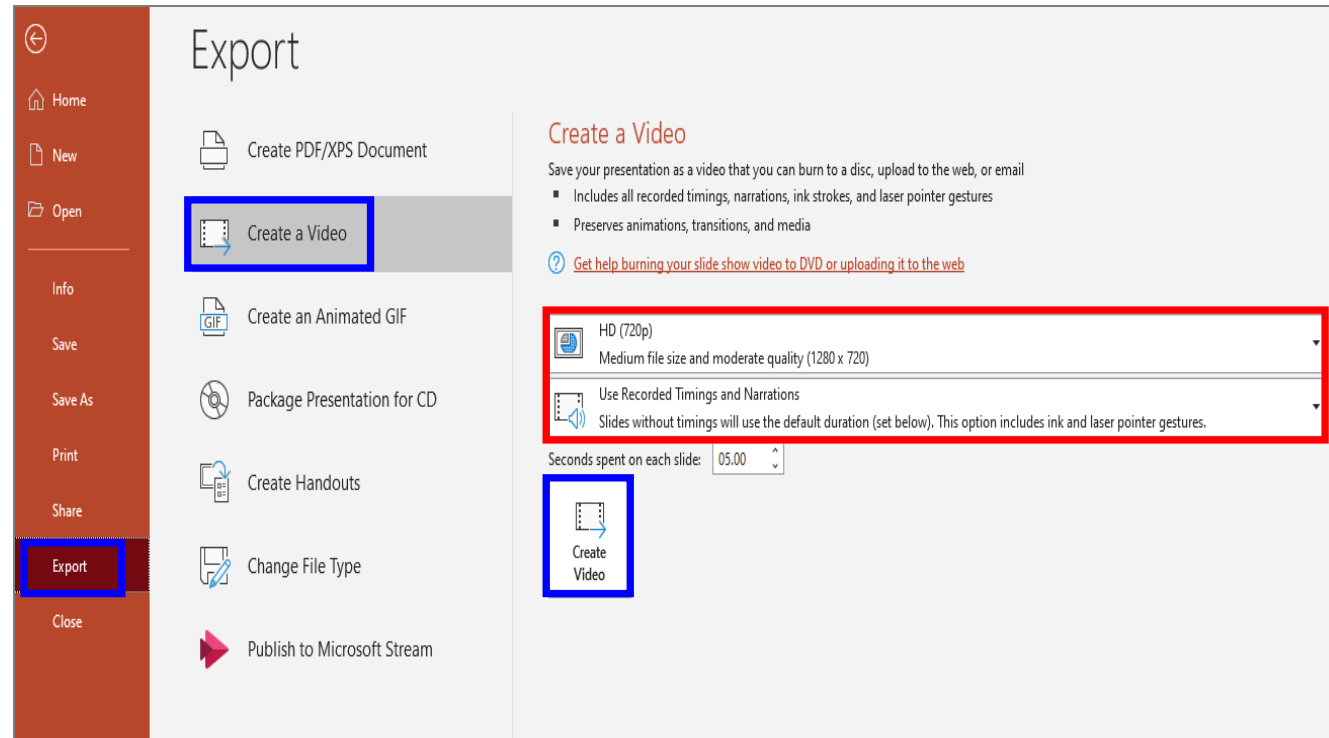 Export
Home
New
Open
Info
Save
Save As
Print
Share
Export
Close
Create PDF/XPS Document
Create a Video
Create an Animated GIF
GIF
Package Presentation for CD
Create Handouts
Change File Type
Publish to Microsoft Stream
Create a Video
Save your presentation as a video that you can burn to a disc, upload to the web, or email
Includes all recorded timings, narrations, ink strokes, and laser pointer gestures
Preserves animations, transitions, and media
Get help burning your slide show video to DVD or uploading it to the web
HD (720p)
Medium file size and moderate quality (1280 x 720)
Use Recorded Timings and Narrations
Slides without timings will use the default duration (set below). This option includes ink and laser pointer gestures.
Seconds spent on each slide: 05.00
Create
Video